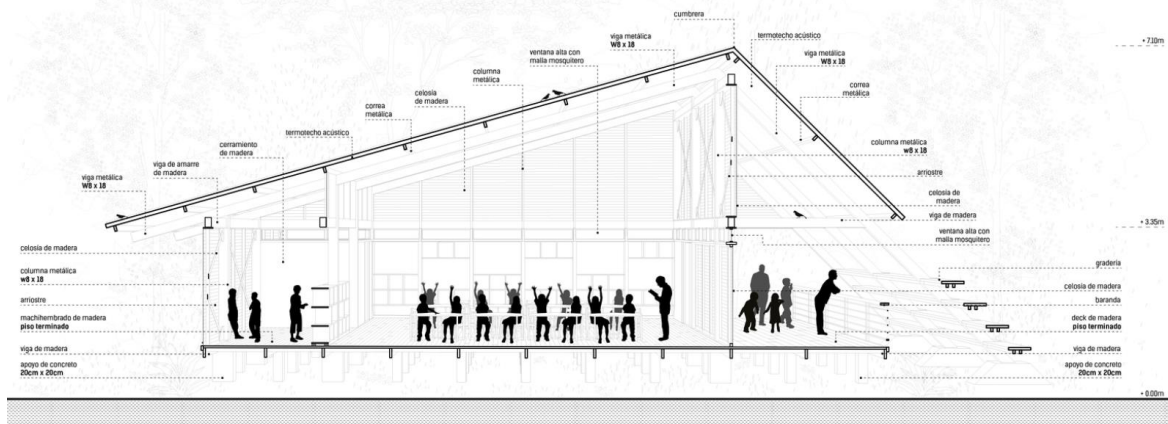 cumbrera
+ 7.10m
viga metálica
W8 x 18
termotecho acústico
ventana alta con
malla mosquitero
viga metálica
W8 x 18
columna
metálica
correa
metálica
celosía
de madera
correa
metálica
termotecho acústico
cerramiento
de madera
columna metálica
w8 x 18
viga de amarre
de madera
arriostre
viga metálica
W8 x 18
celosía de
madera
viga de madera
+ 3.35m
ventana alta con
malla mosquitero
celosía de madera
gradería
columna metálica
w8 x 18
celosía de madera
arriostre
baranda
machihembrado de madera
piso terminado
deck de madera
piso terminado
viga de madera
viga de madera
apoyo de concreto
20cm x 20cm
apoyo de concreto
20cm x 20cm
+ 0.00m